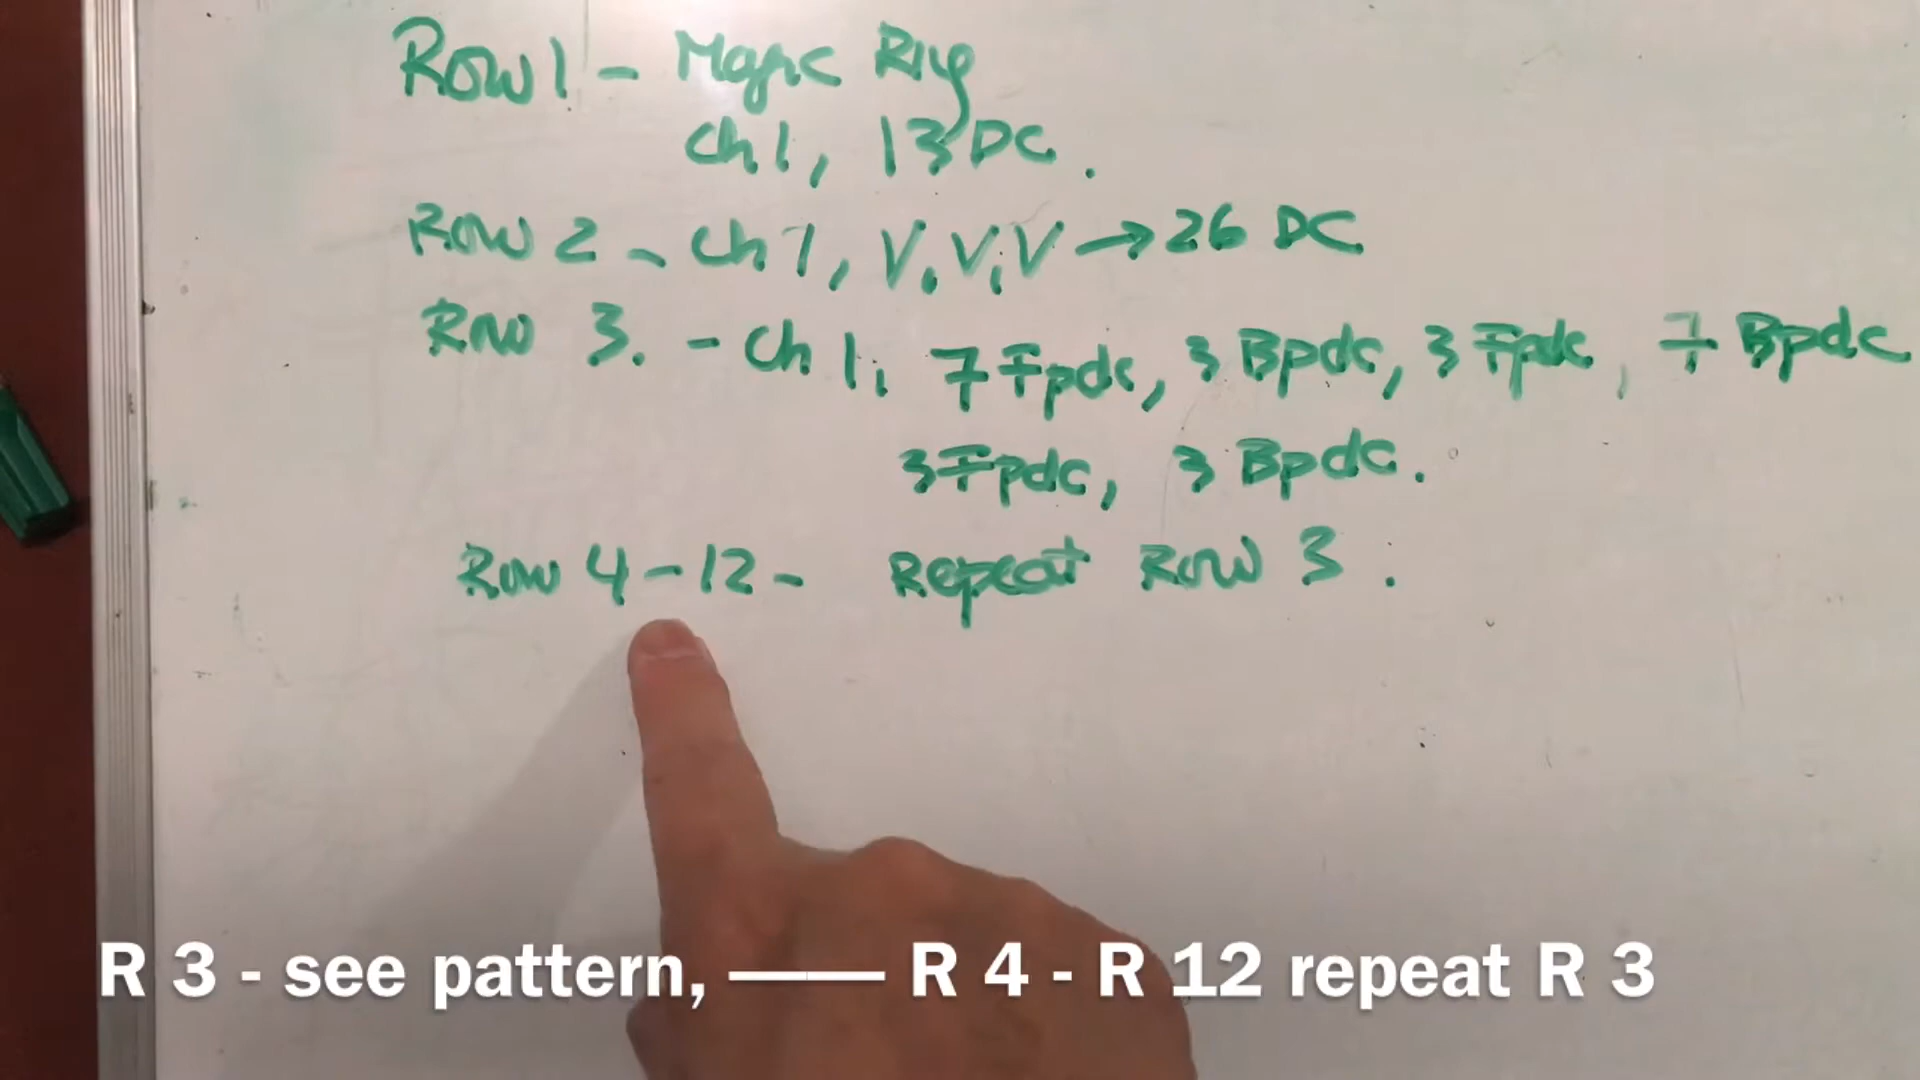 Row 1 - Magic Ring
Ch 1, 13 DC.
Row 2 - Ch 1, V, V, V → 26 DC
Row 3. - Ch 1, 7 Fpdc, 3 Bpdc, 3 Fpdc, 7 Bpdc
3 Fpdc, 3 Bpdc.
Row 4 - 12 - Repeat Row 3.
R 3 - see pattern, —— R 4 - R 12 repeat R 3